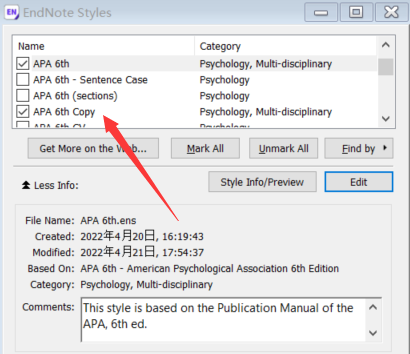 EN EndNote Styles
Name Category
APA 6th Psychology, Multi-disciplinary
APA 6th - Sentence Case Psychology
APA 6th (sections) Psychology
APA 6th Copy Psychology, Multi-disciplinary
APA 6th CV Psychology
Get More on the Web... Mark All Unmark All Find by
Less Info: Style Info/Preview Edit
File Name: APA 6th.ens
Created: 2022年4月20日, 16:19:43
Modified: 2022年4月21日, 17:54:37
Based On: APA 6th - American Psychological Association 6th Edition
Category: Psychology, Multi-disciplinary
Comments: This style is based on the Publication Manual of the
APA, 6th ed.